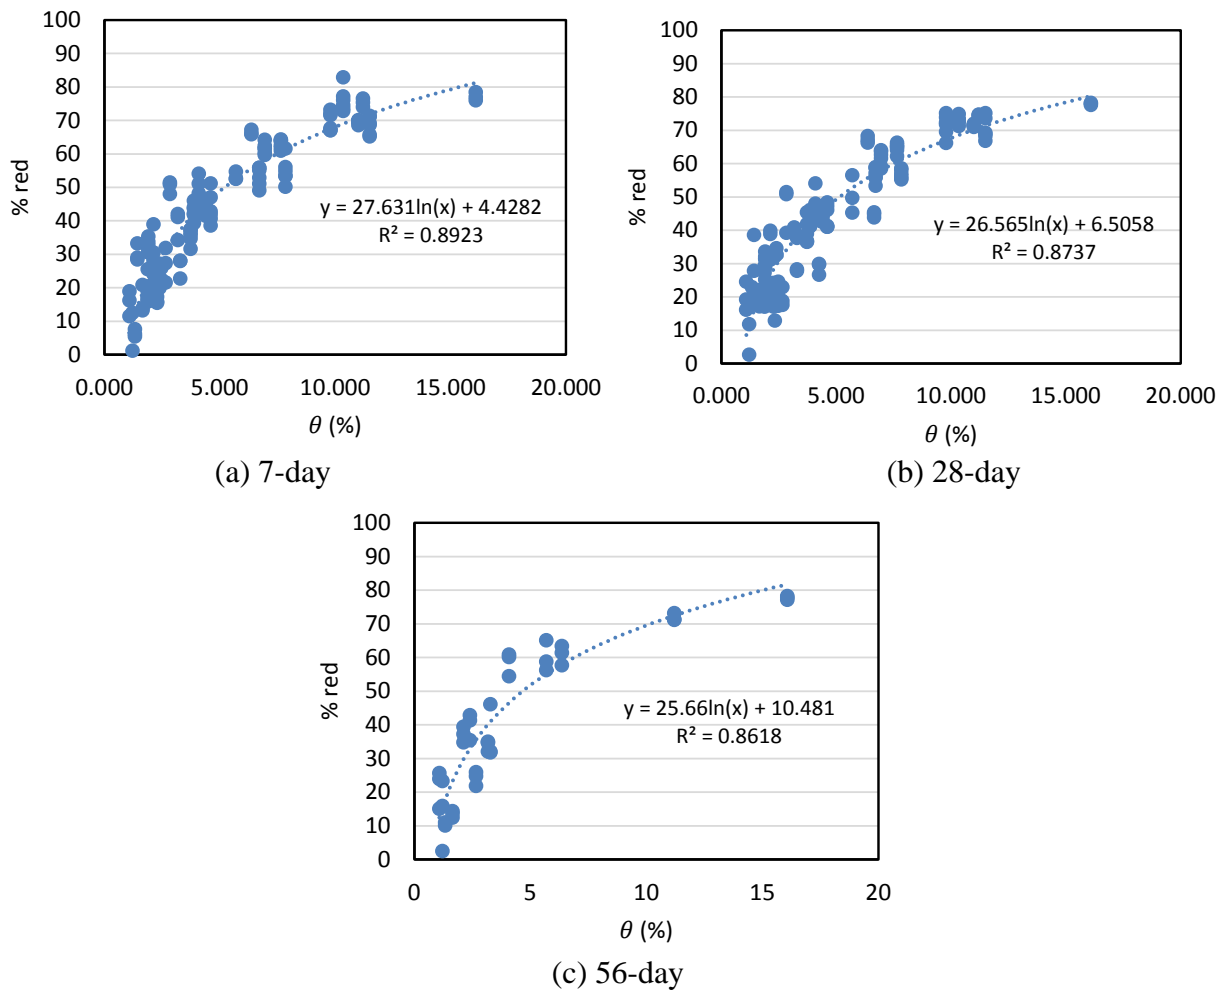 100
90
80
70
60
50
40
30
20
10
0
% red
y = 27.631ln(x) + 4.4282
R² = 0.8923
0.000 5.000 10.000 15.000 20.000
θ (%)
(a) 7-day
100
90
80
70
60
50
40
30
20
10
0
% red
y = 26.565ln(x) + 6.5058
R² = 0.8737
0.000 5.000 10.000 15.000 20.000
θ (%)
(b) 28-day
100
90
80
70
60
50
40
30
20
10
0
% red
y = 25.66ln(x) + 10.481
R² = 0.8618
0 5 10 15 20
θ (%)
(c) 56-day